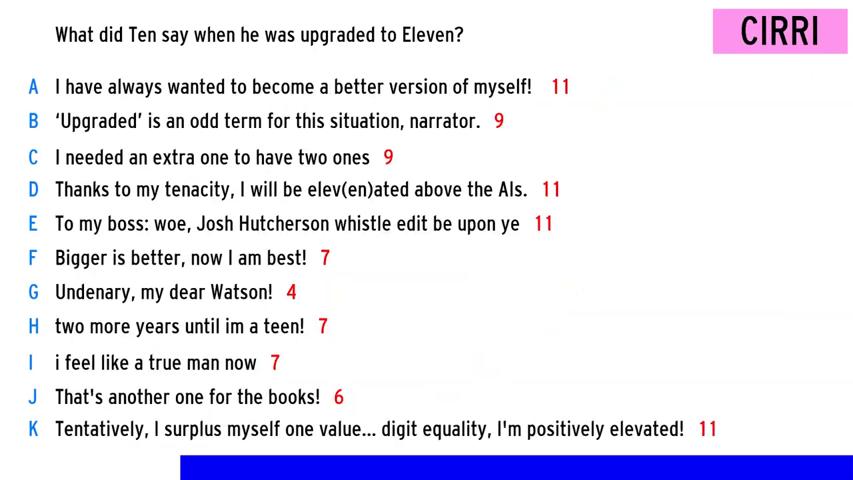 What did Ten say when he was upgraded to Eleven?
CIRRI
A I have always wanted to become a better version of myself! 11
B ‘Upgraded’ is an odd term for this situation, narrator. 9
C I needed an extra one to have two ones 9
D Thanks to my tenacity, I will be elev(en)ated above the AIs. 11
E To my boss: woe, Josh Hutcherson whistle edit be upon ye 11
F Bigger is better, now I am best! 7
G Undenary, my dear Watson! 4
H two more years until im a teen! 7
I i feel like a true man now 7
J That's another one for the books! 6
K Tentatively, I surplus myself one value... digit equality, I'm positively elevated! 11